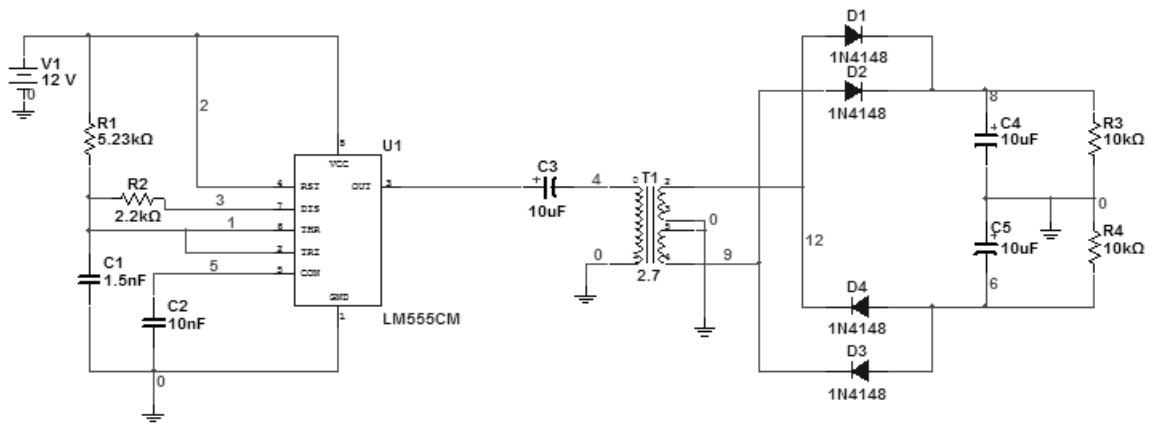 V1
12 V
0
R1
5.23kΩ
R2
2.2kΩ
2
3
1
5
C1
1.5nF
C2
10nF
0
U1
8
VCC
4
RST
OUT
3
7
DIS
6
THR
2
TRI
5
CON
GND
1
LM555CM
C3
+
10uF
4
0
T1
2
0
9
2.7
12
D1
1N4148
D2
1N4148
8
C4
+
10uF
R3
10kΩ
0
C5
+
10uF
R4
10kΩ
6
D4
1N4148
D3
1N4148